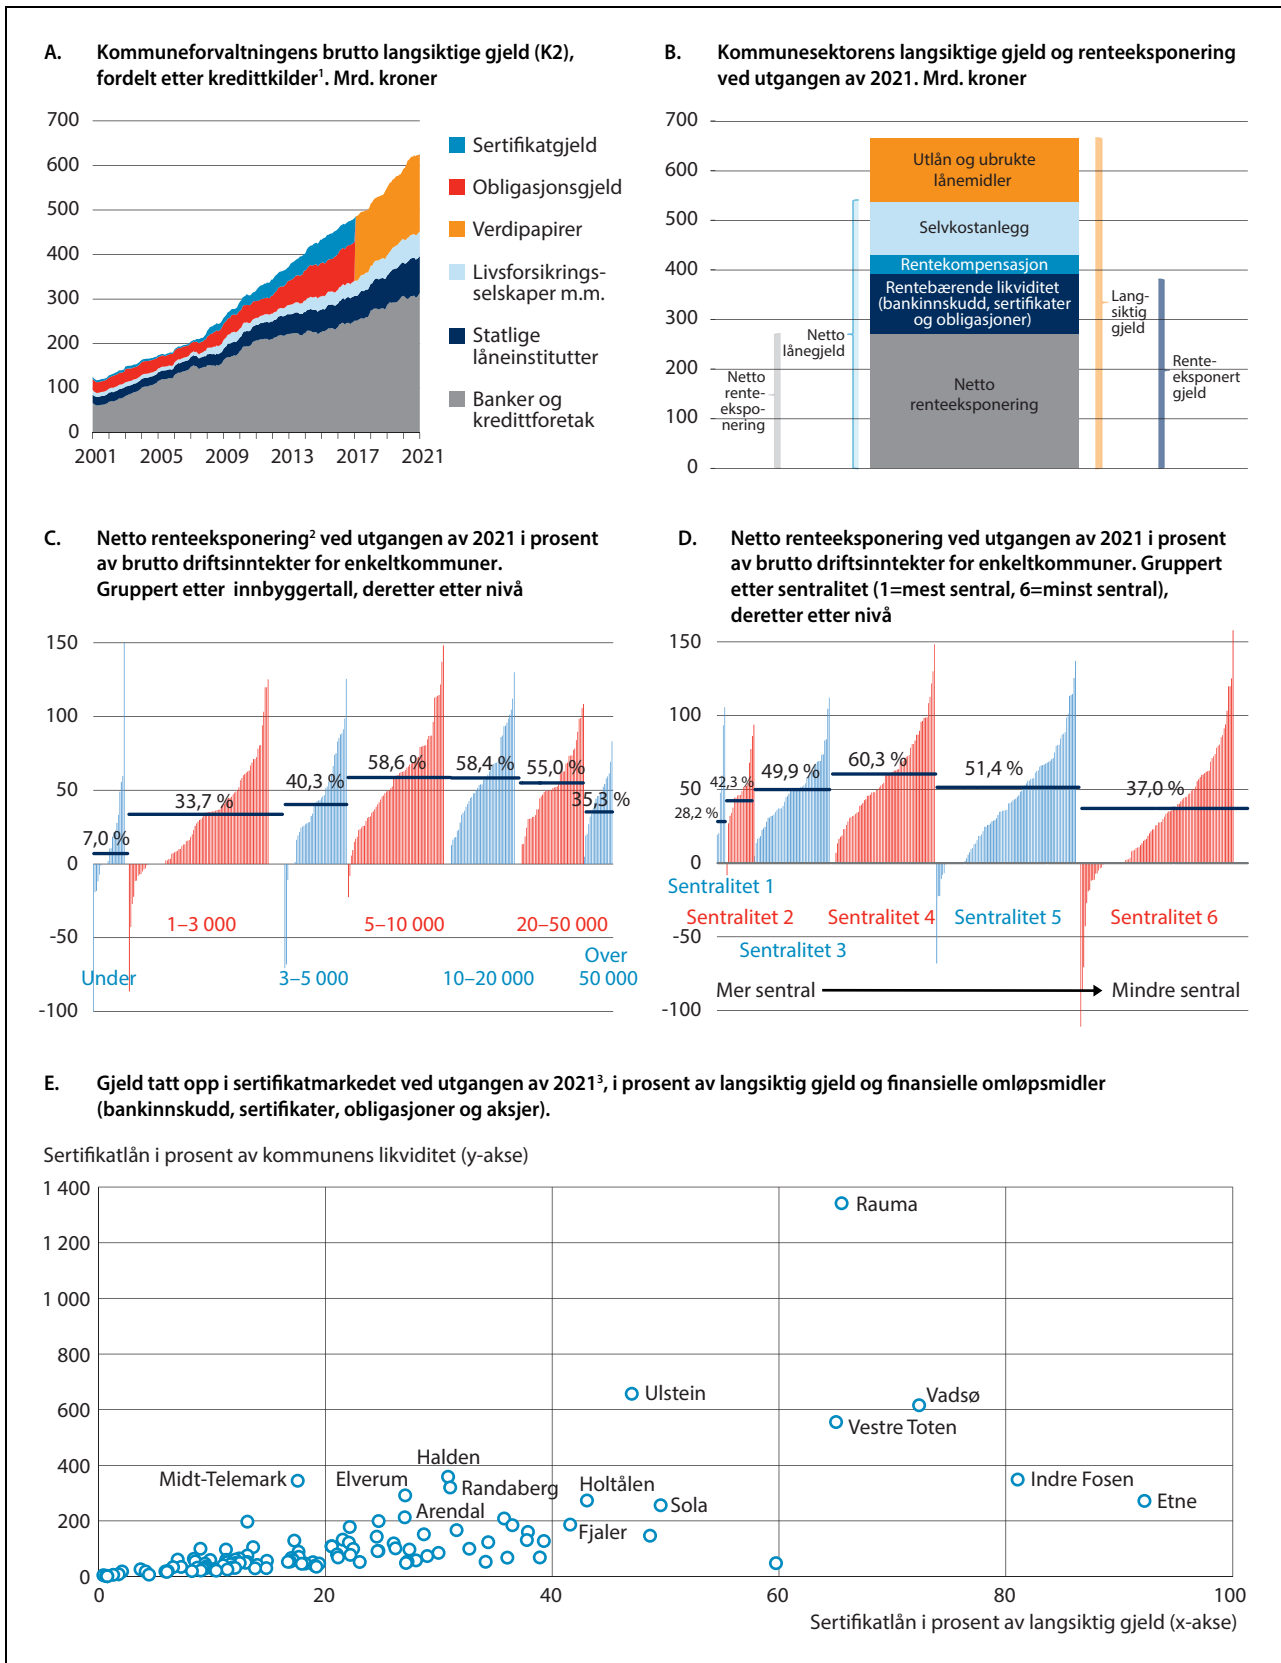 A. Kommuneforvaltningens brutto langsiktige gjeld (K2),
fordelt etter kredittkilder¹. Mrd. kroner
700
600
500
400
300
200
100
0
2001 2005 2009 2013 2017 2021
Sertifikatgjeld
Obligasjonsgjeld
Verdipapirer
Livsforsikrings-
selskaper m.m.
Statlige
låneinstitutter
Banker og
kredittforetak
B. Kommunesektorens langsiktige gjeld og renteeksponering
ved utgangen av 2021. Mrd. kroner
700
600
500
400
300
200
100
0
Utlån og ubrukte
lånemidler
Selvkostanlegg
Rentekompensasjon
Rentebærende likviditet
(bankinnskudd, sertifikater
og obligasjoner)
Netto
renteeksponering
Netto
rente-
ekspo-
nering
Netto
lånegjeld
Lang-
siktig
gjeld
Rente-
eksponert
gjeld
C. Netto renteeksponering² ved utgangen av 2021 i prosent
av brutto driftsinntekter for enkeltkommuner.
Gruppert etter innbyggertall, deretter etter nivå
150
100
50
0
-50
-100
7,0 %
33,7 %
40,3 %
58,6 %
58,4 %
55,0 %
35,3 %
Under
1–3 000
3–5 000
5–10 000
10–20 000
20–50 000
Over
50 000
D. Netto renteeksponering ved utgangen av 2021 i prosent
av brutto driftsinntekter for enkeltkommuner. Gruppert
etter sentralitet (1=mest sentral, 6=minst sentral),
deretter etter nivå
150
100
50
0
-50
-100
28,2 %
42,3 %
49,9 %
60,3 %
51,4 %
37,0 %
Sentralitet 1
Sentralitet 2
Sentralitet 3
Sentralitet 4
Sentralitet 5
Sentralitet 6
Mer sentral
Mindre sentral
E. Gjeld tatt opp i sertifikatmarkedet ved utgangen av 2021³, i prosent av langsiktig gjeld og finansielle omløpsmidler
(bankinnskudd, sertifikater, obligasjoner og aksjer).
Sertifikatlån i prosent av kommunens likviditet (y-akse)
1 400
1 200
1 000
800
600
400
200
0
Rauma
Ulstein
Vadsø
Vestre Toten
Halden
Midt-Telemark
Elverum
Randaberg
Holtålen
Indre Fosen
Etne
Sola
Arendal
Fjaler
0 20 40 60 80 100
Sertifikatlån i prosent av langsiktig gjeld (x-akse)